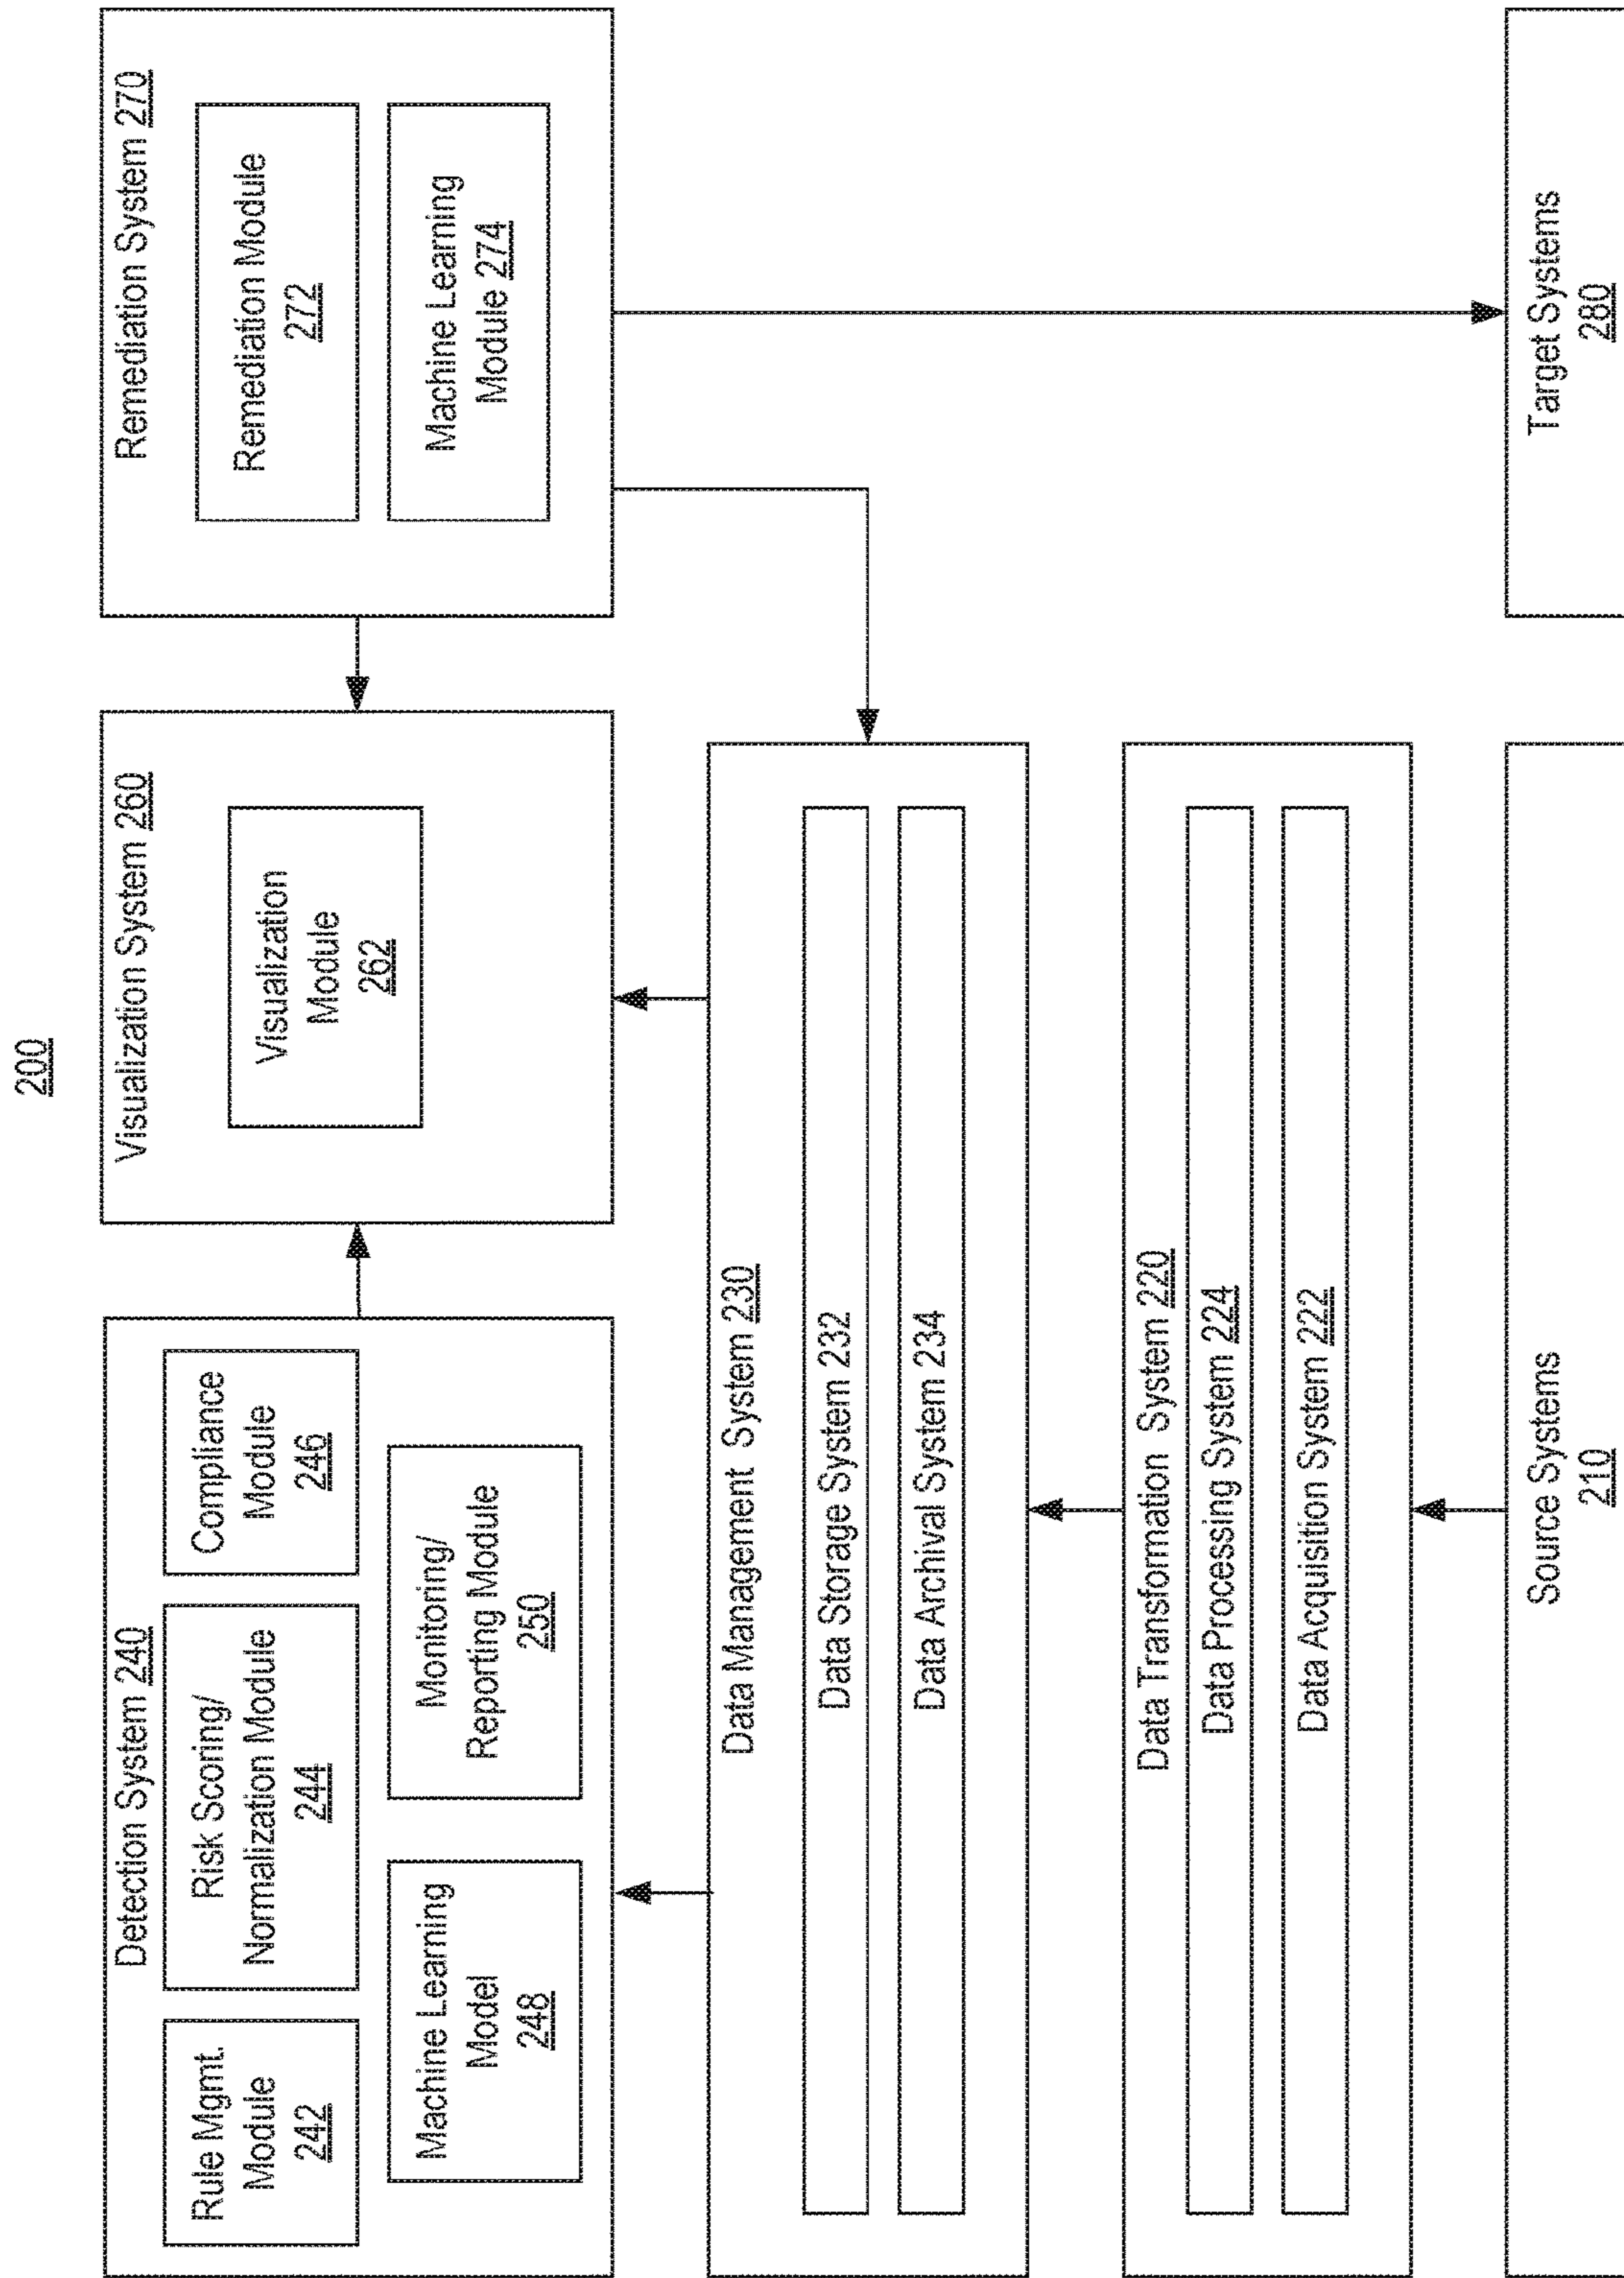 200
Detection System 240
Rule Mgmt.
Module
242
Risk Scoring/
Normalization Module
244
Compliance
Module
246
Machine Learning
Model
248
Monitoring/
Reporting Module
250
Visualization System 260
Visualization
Module
262
Remediation System 270
Remediation Module
272
Machine Learning
Module 274
Data Management System 230
Data Storage System 232
Data Archival System 234
Data Transformation System 220
Data Processing System 224
Data Acquisition System 222
Source Systems
210
Target Systems
280